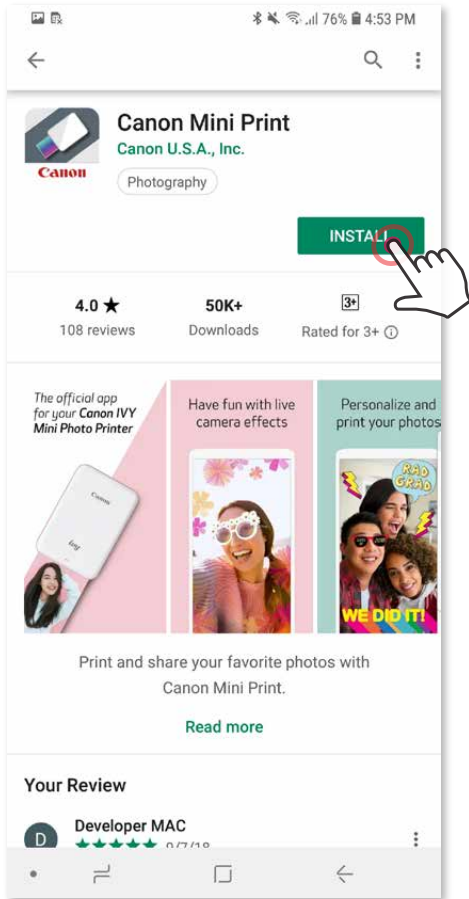 76% 4:53 PM
Canon Mini Print
Canon U.S.A., Inc.
Canon
Photography
INSTALL
4.0 ★
108 reviews
50K+
Downloads
3+
Rated for 3+
The official app
for your Canon IVY
Mini Photo Printer
Canon
ivy
Have fun with live
camera effects
Personalize and
print your photos
RAD
GRAD
WE DID IT!
Print and share your favorite photos with
Canon Mini Print.
Read more
Your Review
D
Developer MAC
★★★★★ 9/7/18